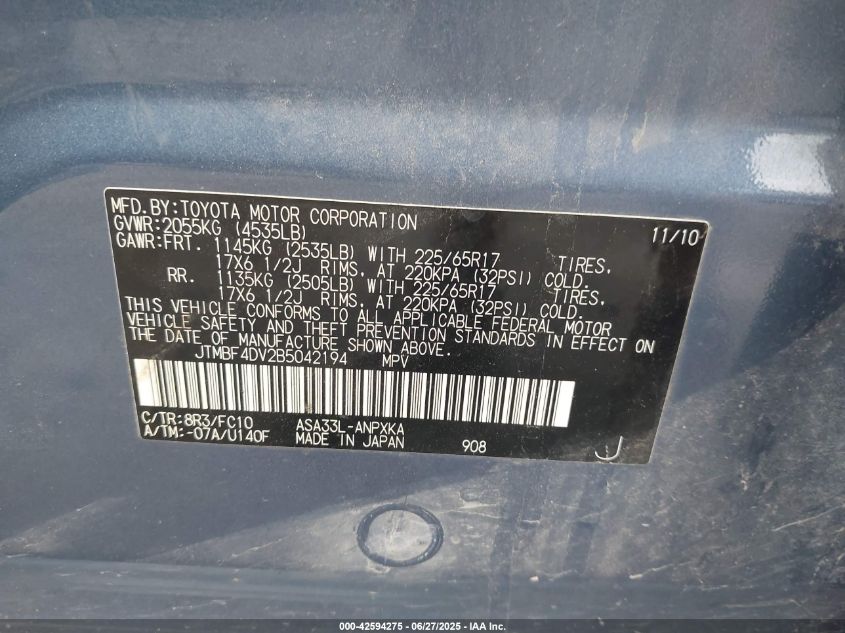 MFD.BY:TOYOTA MOTOR CORPORATION 11/10
GVWR:2055KG (4535LB)
GAWR:FRT. 1145KG (2535LB) WITH 225/65R17 TIRES,
17X6 1/2J RIMS, AT 220KPA (32PSI) COLD.
RR. 1135KG (2505LB) WITH 225/65R17 TIRES,
17X6 1/2J RIMS, AT 220KPA (32PSI) COLD.
THIS VEHICLE CONFORMS TO ALL APPLICABLE FEDERAL MOTOR
VEHICLE SAFETY AND THEFT PREVENTION STANDARDS IN EFFECT ON
THE DATE OF MANUFACTURE SHOWN ABOVE.
JTMBF4DV2B5042194 MPV
C/TR:8R3/FC10 ASA33L-ANPXKA
A/TM:-07A/U140F MADE IN JAPAN 908 J
000-42594275 - 06/27/2025 - IAA Inc.